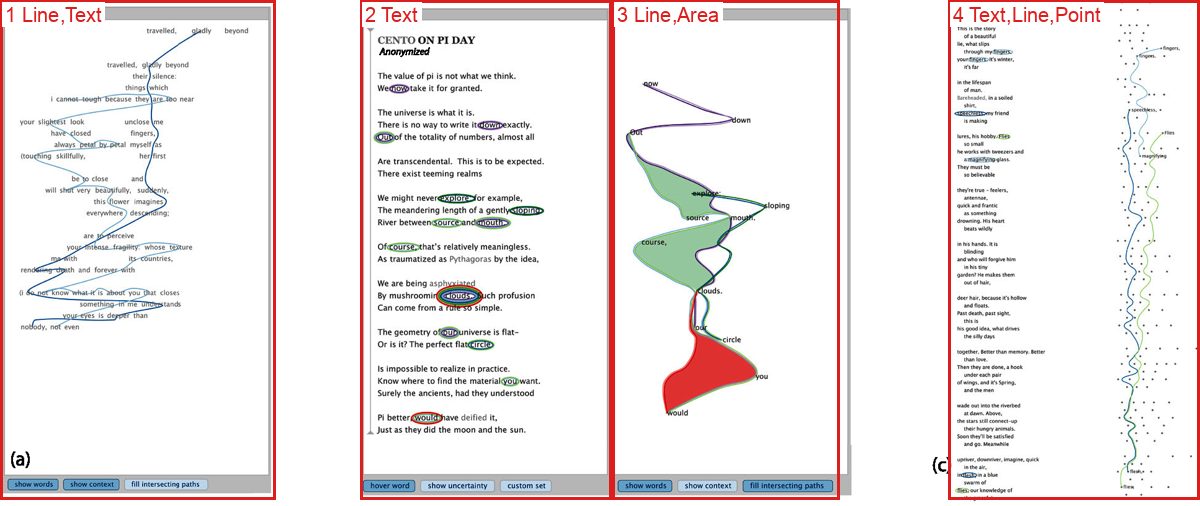 1 Line,Text
travelled, gladly beyond
travelled, gladly beyond
their silence:
things which
i cannot tough because they are too near
your slightest look unclose me
have closed fingers,
always petal by petal myself as
(touching skillfully, her first
be to close and
will shut very beautifully, suddenly,
this flower imagines
everywhere descending;
are to perceive
your intense fragility: whose texture
me with its countries,
rendering death and forever with
(i do not know what it is about you that closes
something in me understands
your eyes is deeper than
nobody, not even
(a)
show words show context fill intersecting paths
2 Text
CENTO ON PI DAY
Anonymized
The value of pi is not what we think.
We now take it for granted.
The universe is what it is.
There is no way to write it down exactly.
Out of the totality of numbers, almost all
Are transcendental. This is to be expected.
There exist teeming realms
We might never explore: for example,
The meandering length of a gently sloping
River between source and mouth.
Of course, that's relatively meaningless.
As traumatized as Pythagoras by the idea,
We are being asphyxiated
By mushrooming clouds. Such profusion
Can come from a rule so simple.
The geometry of our universe is flat–
Or is it? The perfect flat circle
Is impossible to realize in practice.
Know where to find the material you want.
Surely the ancients, had they understood
Pi better, would have deified it,
Just as they did the moon and the sun.
hover word show uncertainty custom set
3 Line,Area
now
down
Out
explore:
sloping
source mouth.
course,
clouds.
our
circle
you
would
show words show context fill intersecting paths
4 Text,Line,Point
This is the story
of a beautiful
lie, what slips
through my fingers,
your fingers. It's winter,
it's far
in the lifespan
of man.
Bareheaded, in a soiled
shirt,
speechless, my friend
is making
lures, his hobby. Flies
so small
he works with tweezers and
a magnifying glass.
They must be
so believable
they're true – feelers,
antennae,
quick and frantic
as something
drowning. His heart
beats wildly
in his hands. It is
blinding
and who will forgive him
in his tiny
garden? He makes them
out of hair,
deer hair, because it's hollow
and floats.
Past death, past sight,
this is
his good idea, what drives
the silly days
together. Better than memory. Better
than love.
Then they are done, a hook
under each pair
of wings, and it's Spring,
and the men
wade out into the riverbed
at dawn. Above,
the stars still connect-up
their hungry animals.
Soon they'll be satisfied
and go. Meanwhile
upriver, downriver, imagine, quick
in the air,
in flesh, in a blue
swarm of
flies, our knowledge of
fingers,
fingers.
speechless,
Flies
magnifying
flesh,
flies,
(c)